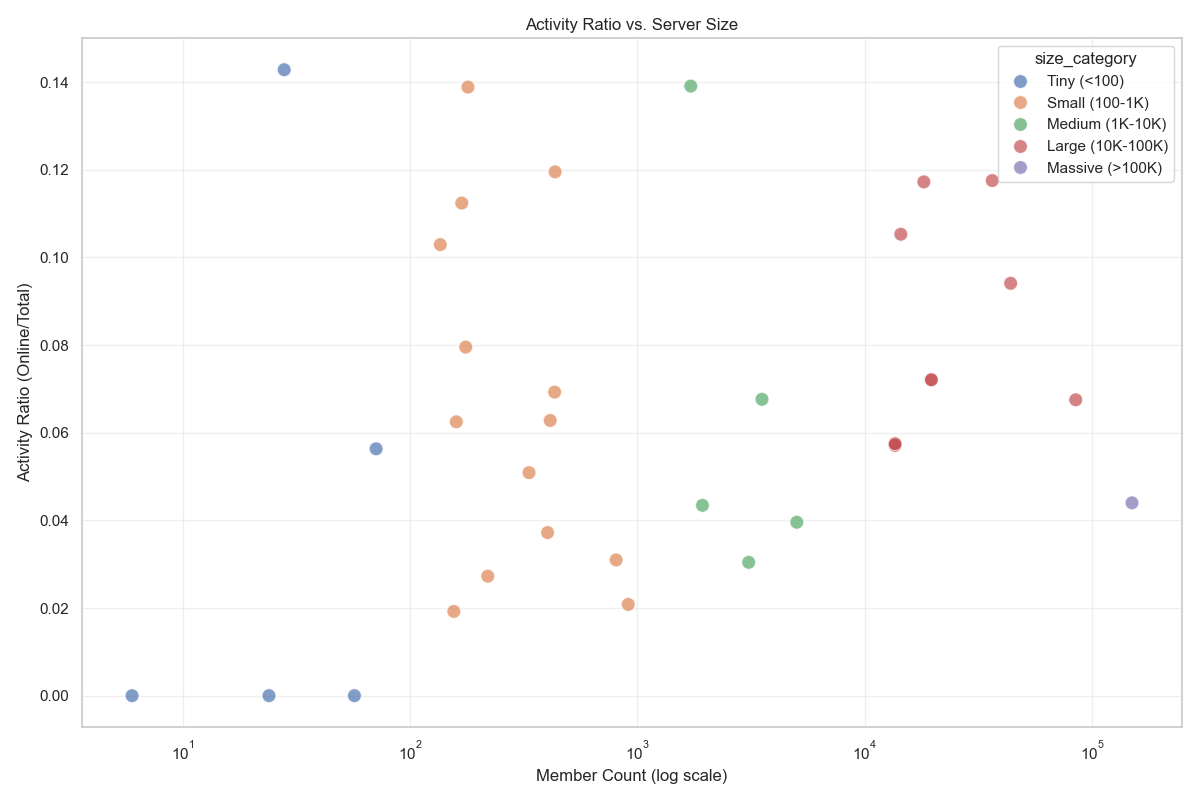 Activity Ratio vs. Server Size
size_category
Tiny (<100)
Small (100-1K)
Medium (1K-10K)
Large (10K-100K)
Massive (>100K)
Activity Ratio (Online/Total)
0.14
0.12
0.10
0.08
0.06
0.04
0.02
0.00
10¹ 10² 10³ 10⁴ 10⁵
Member Count (log scale)